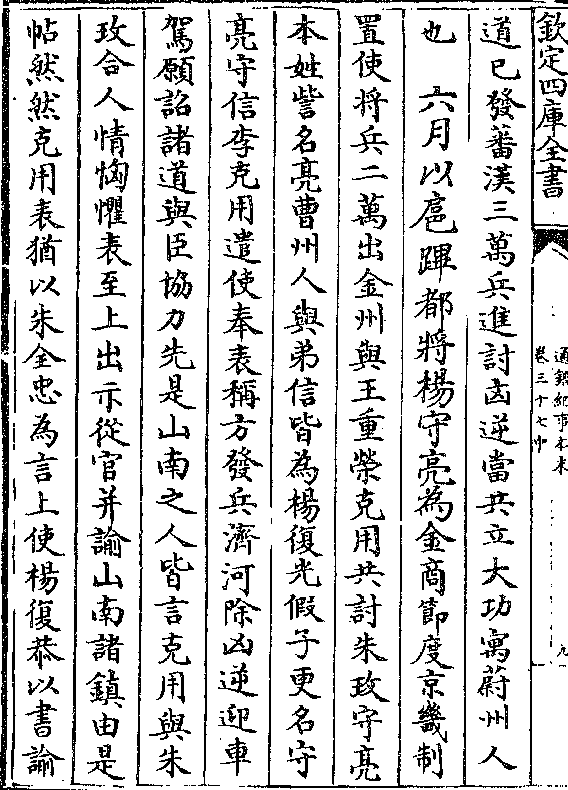 欽定四庫全書
通鑑紀事本末
卷三十七中
九
道已發蕃漢三萬兵進討凶逆當共立大功寓蔚州人
也　六月以扈蹕都將楊守亮為金商節度京畿制
置使將兵二萬出金州與王重榮克用共討朱玫守亮
本姓訾名亮曹州人與弟信皆為楊復光假子更名守
亮守信李克用遣使奉表稱方發兵濟河除凶逆迎車
駕願詔諸道與臣協力先是山南之人皆言克用與朱
玫合人情恟懼表至上出示從官并諭山南諸鎮由是
帖然然克用表猶以朱全忠為言上使楊復恭以書諭